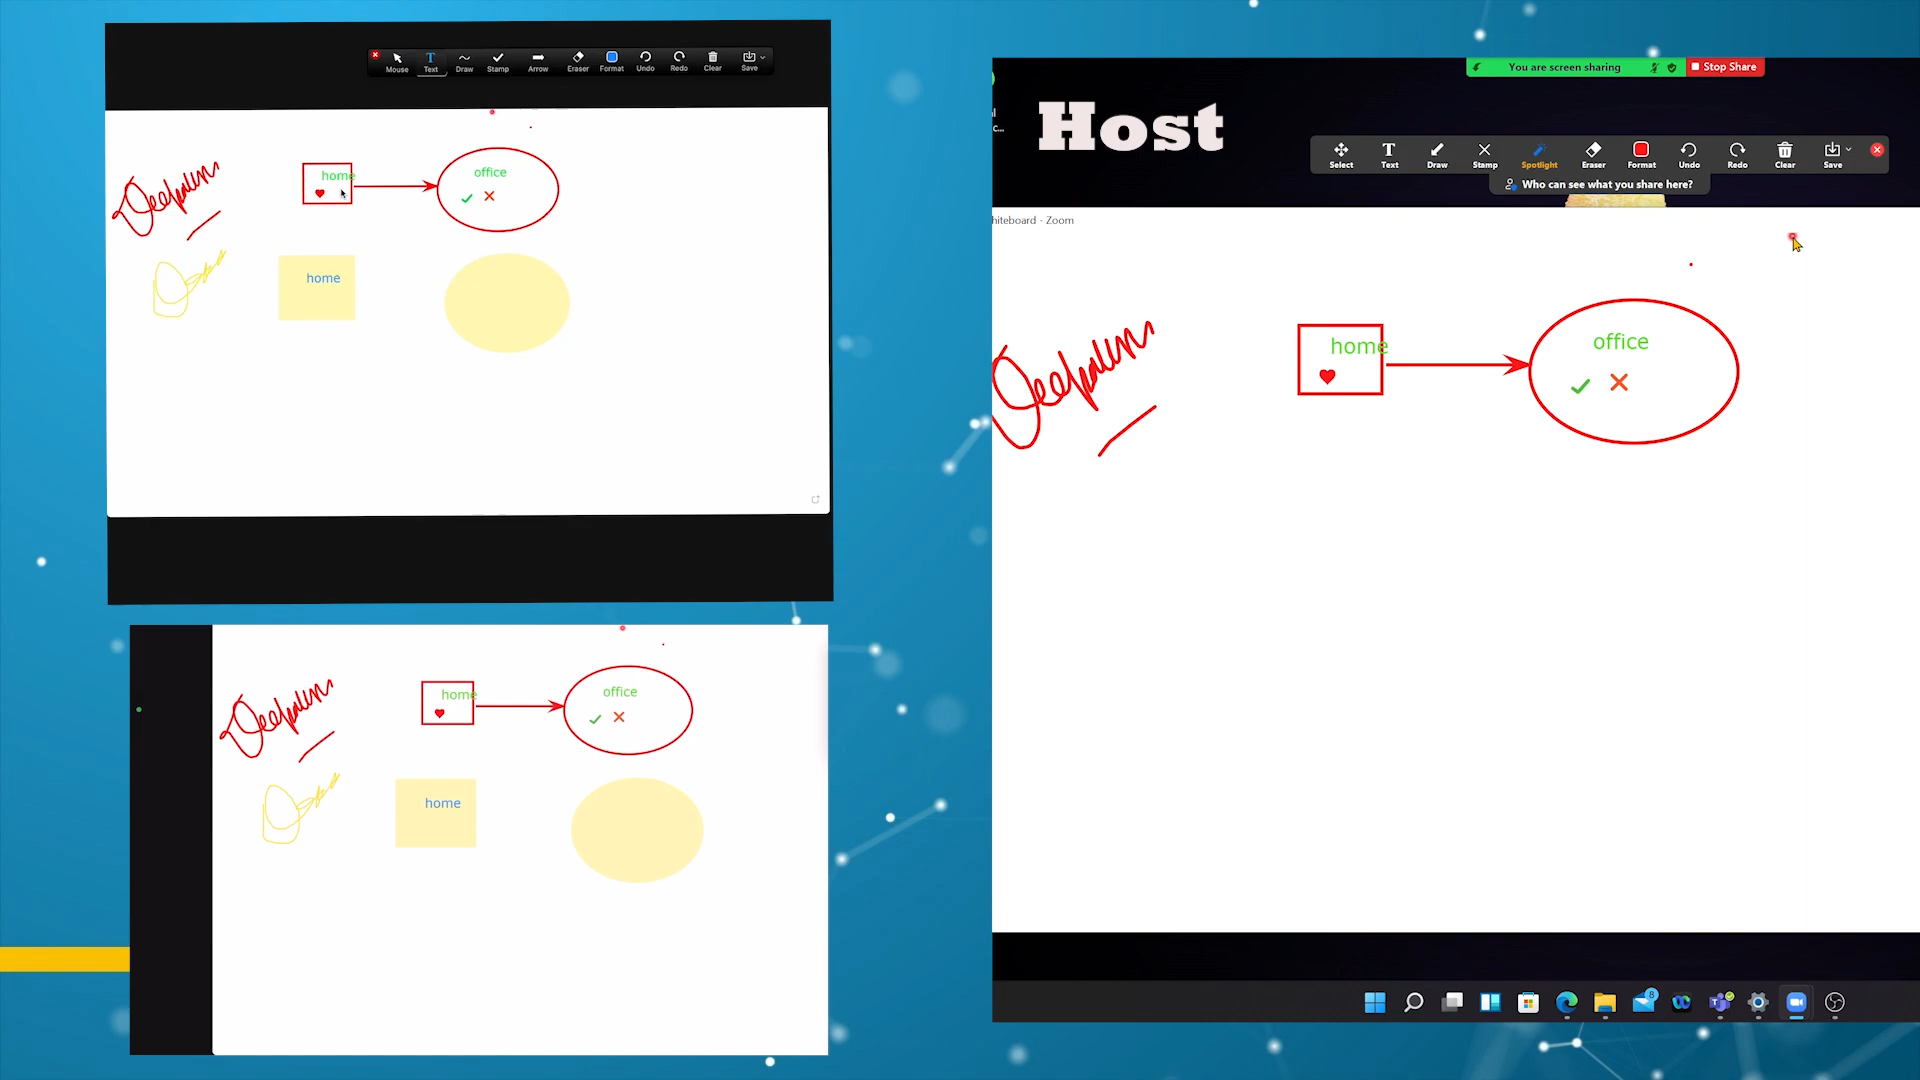 Mouse Text Draw Stamp Arrow Eraser Format Undo Redo Clear Save
home
office
home
home
office
home
You are screen sharing
Stop Share
Host
Select Text Draw Stamp Spotlight Eraser Format Undo Redo Clear Save
Who can see what you share here?
hiteboard - Zoom
home
office
8